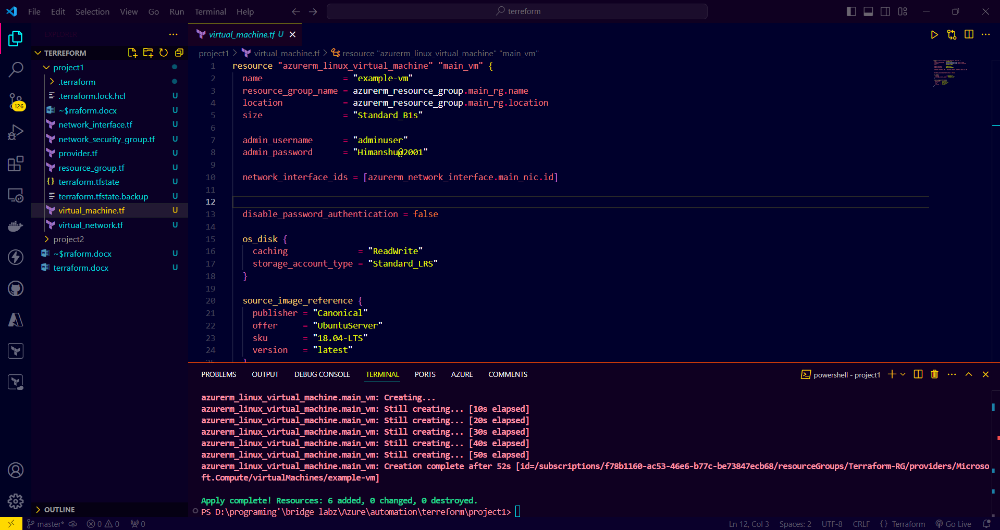 File Edit Selection View Go Run Terminal Help
terreform
EXPLORER
TERREFORM
project1
.terraform
.terraform.lock.hcl U
~$rraform.docx U
network_interface.tf U
network_security_group.tf U
provider.tf U
resource_group.tf U
terraform.tfstate U
terraform.tfstate.backup U
virtual_machine.tf U
virtual_network.tf U
project2
~$rraform.docx U
terraform.docx U
OUTLINE
126
virtual_machine.tf U
project1 > virtual_machine.tf > resource "azurerm_linux_virtual_machine" "main_vm"
1 resource "azurerm_linux_virtual_machine" "main_vm" {
2 name = "example-vm"
3 resource_group_name = azurerm_resource_group.main_rg.name
4 location = azurerm_resource_group.main_rg.location
5 size = "Standard_B1s"
6
7 admin_username = "adminuser"
8 admin_password = "Himanshu@2001"
9
10 network_interface_ids = [azurerm_network_interface.main_nic.id]
11
12
13 disable_password_authentication = false
14
15 os_disk {
16 caching = "ReadWrite"
17 storage_account_type = "Standard_LRS"
18 }
19
20 source_image_reference {
21 publisher = "Canonical"
22 offer = "UbuntuServer"
23 sku = "18.04-LTS"
24 version = "latest"
25 }
PROBLEMS OUTPUT DEBUG CONSOLE TERMINAL PORTS AZURE COMMENTS
powershell - project1
azurerm_linux_virtual_machine.main_vm: Creating...
azurerm_linux_virtual_machine.main_vm: Still creating... [10s elapsed]
azurerm_linux_virtual_machine.main_vm: Still creating... [20s elapsed]
azurerm_linux_virtual_machine.main_vm: Still creating... [30s elapsed]
azurerm_linux_virtual_machine.main_vm: Still creating... [40s elapsed]
azurerm_linux_virtual_machine.main_vm: Still creating... [50s elapsed]
azurerm_linux_virtual_machine.main_vm: Creation complete after 52s [id=/subscriptions/f78b1160-ac53-46e6-b77c-be73847ecb68/resourceGroups/Terraform-RG/providers/Microso
ft.Compute/virtualMachines/example-vm]
Apply complete! Resources: 6 added, 0 changed, 0 destroyed.
PS D:\programing'\bridge labz\Azure\automation\terreform\project1>
master* 0 0 0
Ln 12, Col 3 Spaces: 2 UTF-8 CRLF {} Terraform Go Live